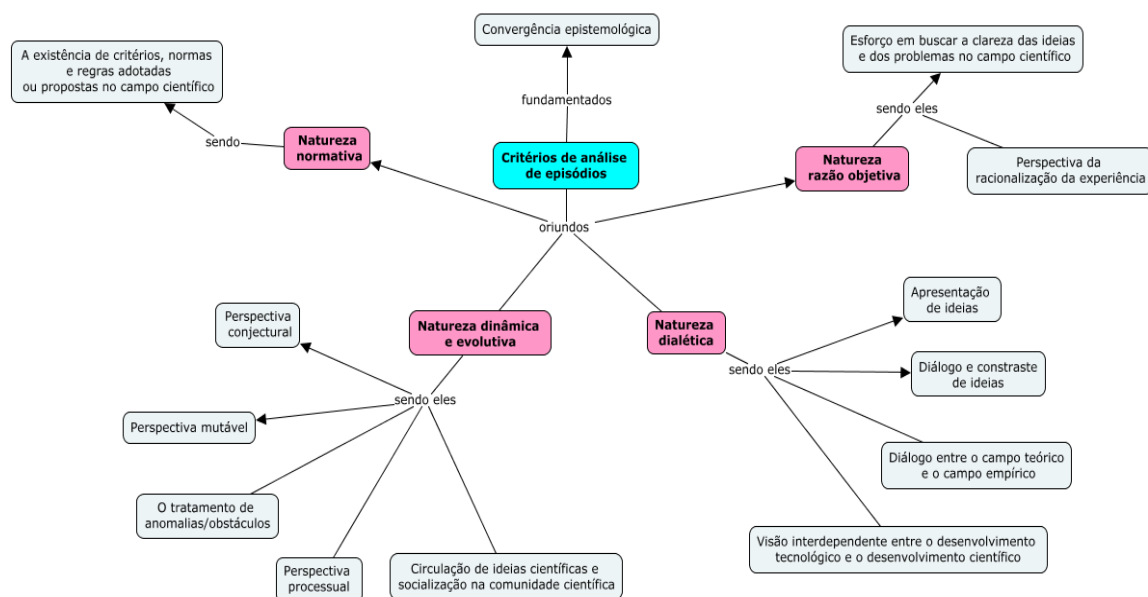 Convergência epistemológica
A existência de critérios, normas
e regras adotadas
ou propostas no campo científico
Esforço em buscar a clareza das ideias
e dos problemas no campo científico
fundamentados
sendo eles
sendo
Natureza
normativa
Critérios de análise
de episódios
Natureza
razão objetiva
Perspectiva da
racionalização da experiência
oriundos
Apresentação
de ideias
Perspectiva
conjectural
Natureza dinâmica
e evolutiva
Natureza
dialética
sendo eles
Diálogo e constraste
de ideias
sendo eles
Perspectiva mutável
Diálogo entre o campo teórico
e o campo empírico
O tratamento de
anomalias/obstáculos
Visão interdependente entre o desenvolvimento
tecnológico e o desenvolvimento científico
Perspectiva
processual
Circulação de ideias científicas e
socialização na comunidade científica